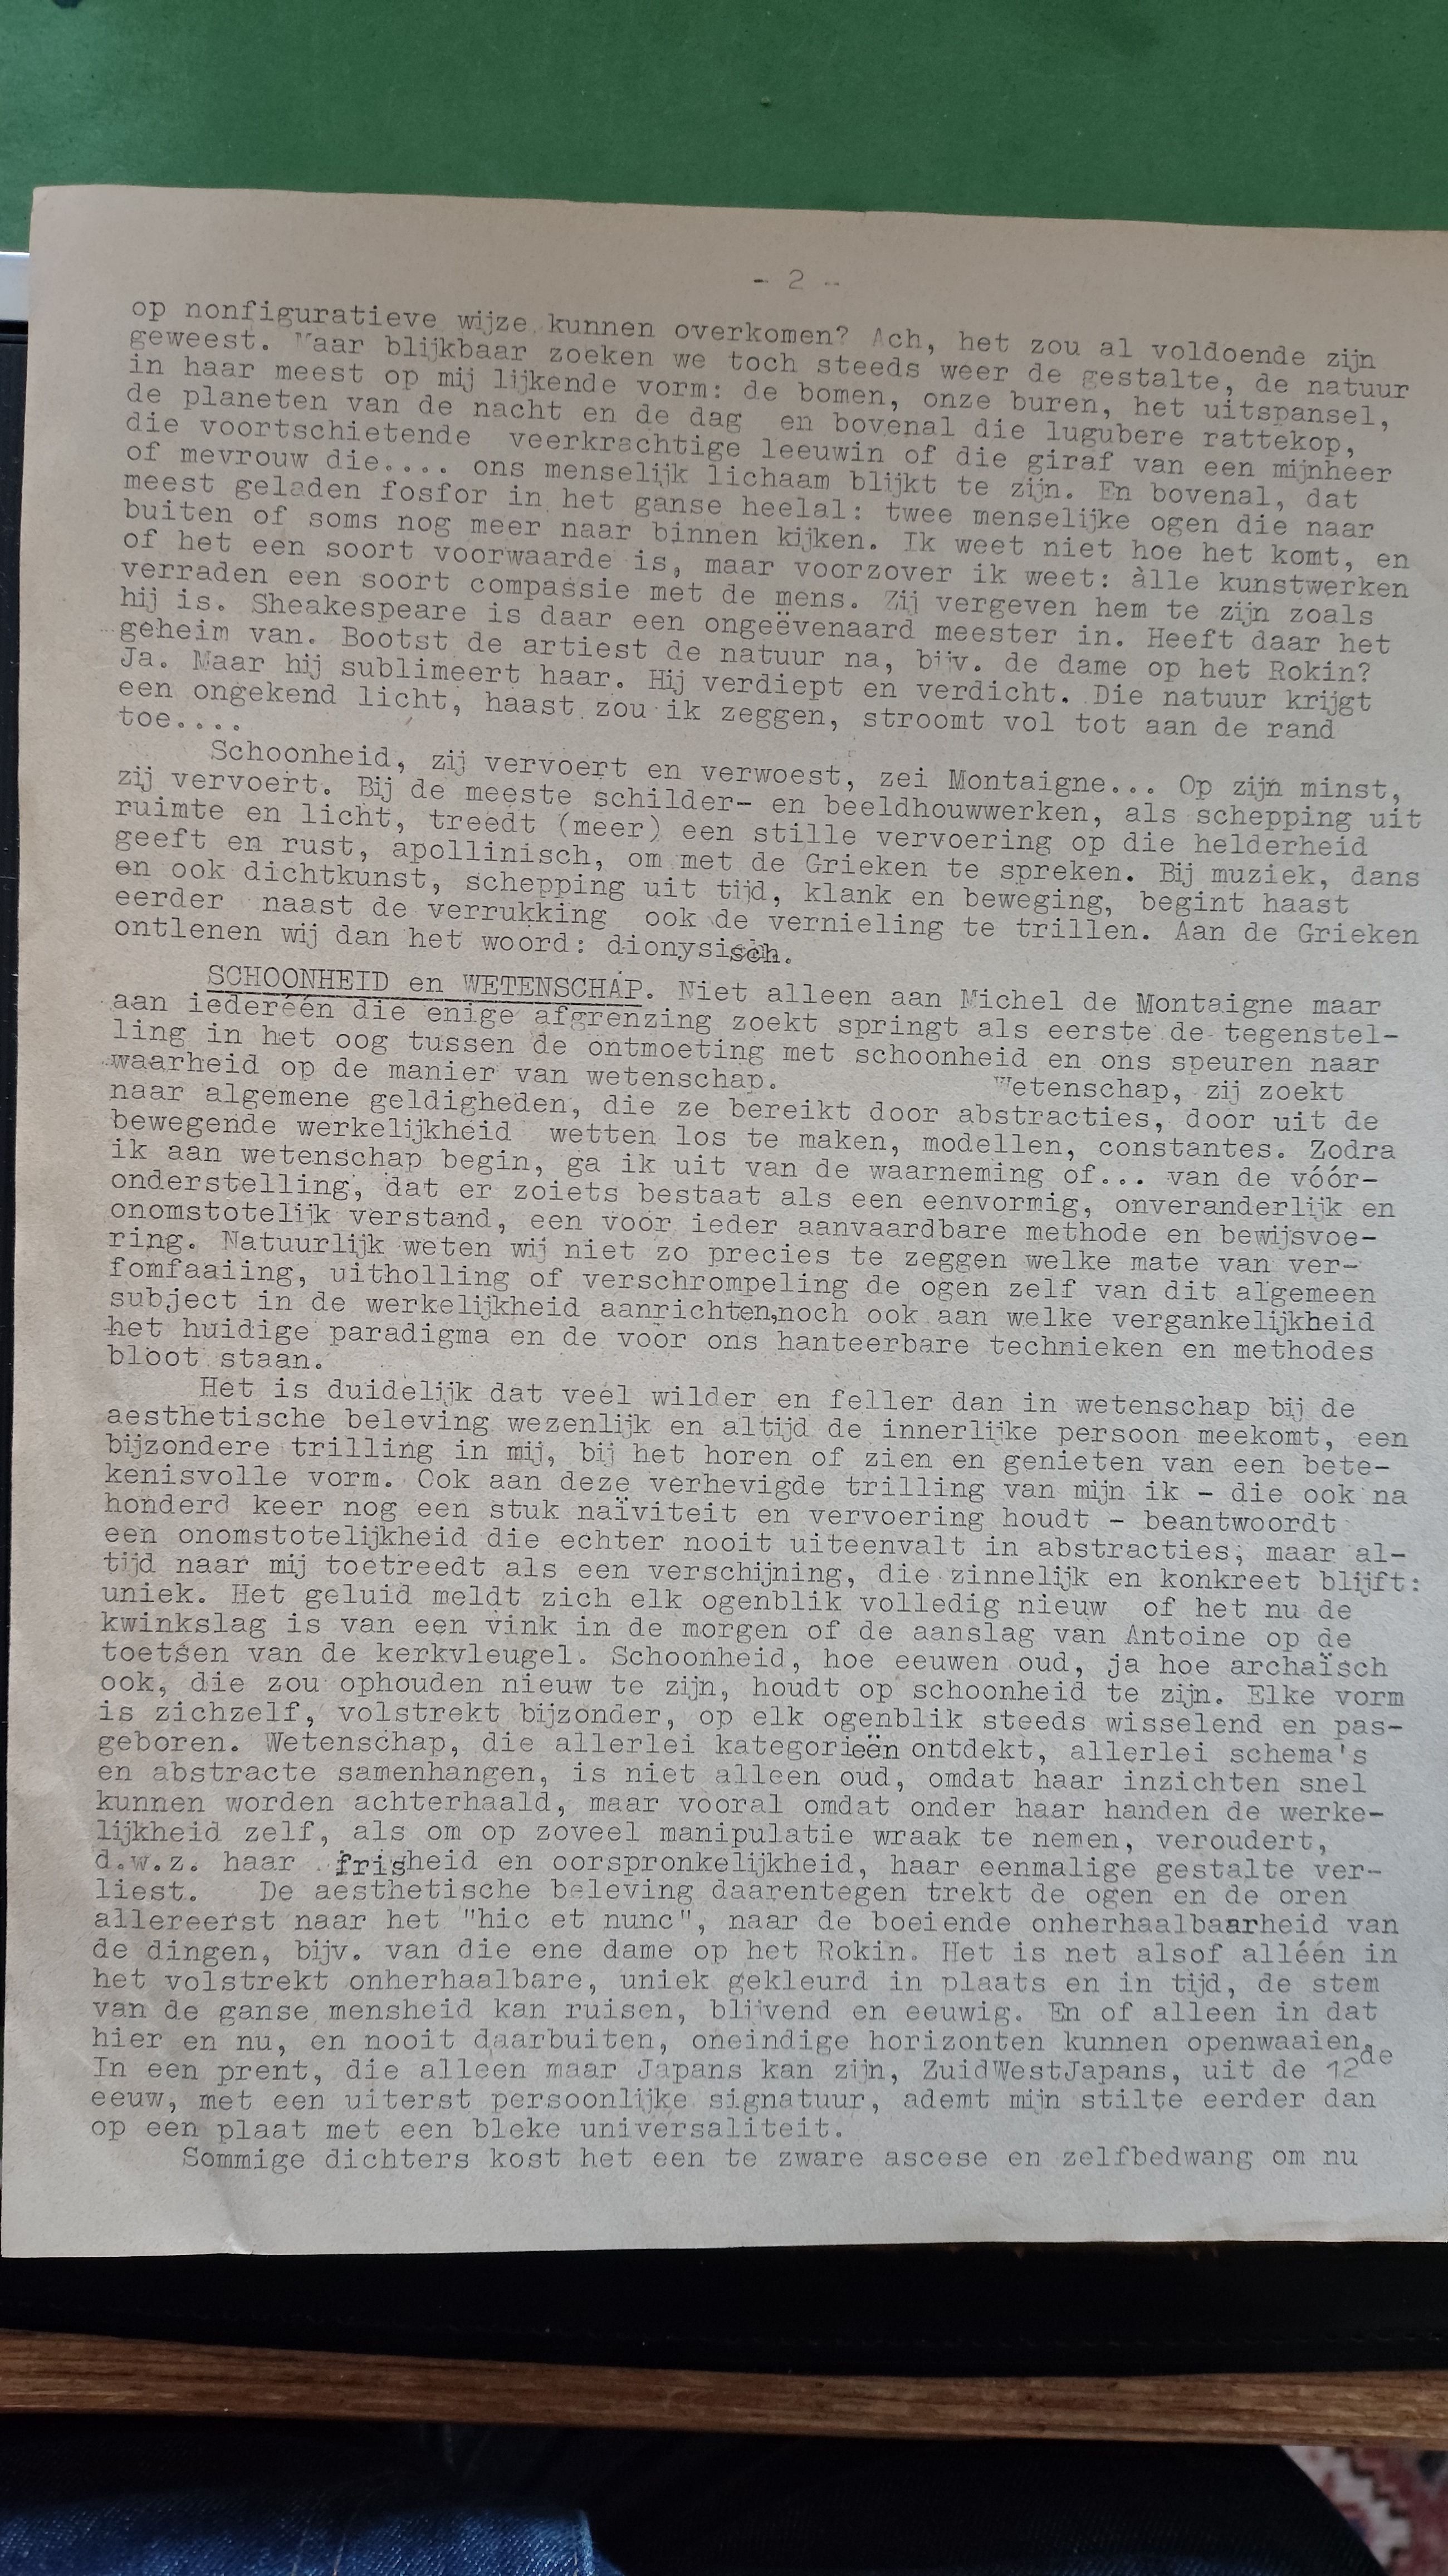 - 2 -
op nonfiguratieve wijze kunnen overkomen? Ach, het zou al voldoende zijn
geweest. Maar blijkbaar zoeken we toch steeds weer de gestalte, de natuur
in haar meest op mij lijkende vorm: de bomen, onze buren, het uitspansel,
de planeten van de nacht en de dag en bovenal die lugubere rattekop,
die voortschietende veerkrachtige leeuwin of die giraf van een mijnheer
of mevrouw die.... ons menselijk lichaam blijkt te zijn. En bovenal, dat
meest geladen fosfor in het ganse heelal: twee menselijke ogen die naar
buiten of soms nog meer naar binnen kijken. Ik weet niet hoe het komt, en
of het een soort voorwaarde is, maar voorzover ik weet: àlle kunstwerken
verraden een soort compassie met de mens. Zij vergeven hem te zijn zoals
hij is. Sheakespeare is daar een ongeëvenaard meester in. Heeft daar het
geheim van. Bootst de artiest de natuur na, bijv. de dame op het Rokin?
Ja. Maar hij sublimeert haar. Hij verdiept en verdicht. Die natuur krijgt
een ongekend licht, haast zou ik zeggen, stroomt vol tot aan de rand
toe....
Schoonheid, zij vervoert en verwoest, zei Montaigne... Op zijn minst,
zij vervoert. Bij de meeste schilder- en beeldhouwwerken, als schepping uit
ruimte en licht, treedt (meer) een stille vervoering op die helderheid
geeft en rust, apollinisch, om met de Grieken te spreken. Bij muziek, dans
en ook dichtkunst, schepping uit tijd, klank en beweging, begint haast
eerder naast de verrukking ook de vernieling te trillen. Aan de Grieken
ontlenen wij dan het woord: dionysisch.
SCHOONHEID en WETENSCHAP. Niet alleen aan Michel de Montaigne maar
aan iederéén die enige afgrenzing zoekt springt als eerste de tegenstel-
ling in het oog tussen de ontmoeting met schoonheid en ons speuren naar
waarheid op de manier van wetenschap. Wetenschap, zij zoekt
naar algemene geldigheden, die ze bereikt door abstracties, door uit de
bewegende werkelijkheid wetten los te maken, modellen, constantes. Zodra
ik aan wetenschap begin, ga ik uit van de waarneming of... van de vóór-
onderstelling, dat er zoiets bestaat als een eenvormig, onveranderlijk en
onomstotelijk verstand, een voor ieder aanvaardbare methode en bewijsvoe-
ring. Natuurlijk weten wij niet zo precies te zeggen welke mate van ver-
fomfaaiing, uitholling of verschrompeling de ogen zelf van dit algemeen
subject in de werkelijkheid aanrichten,noch ook aan welke vergankelijkheid
het huidige paradigma en de voor ons hanteerbare technieken en methodes
bloot staan.
Het is duidelijk dat veel wilder en feller dan in wetenschap bij de
aesthetische beleving wezenlijk en altijd de innerlijke persoon meekomt, een
bijzondere trilling in mij, bij het horen of zien en genieten van een bete-
kenisvolle vorm. Ook aan deze verhevigde trilling van mijn ik - die ook na
honderd keer nog een stuk naïviteit en vervoering houdt - beantwoordt
een onomstotelijkheid die echter nooit uiteenvalt in abstracties, maar al-
tijd naar mij toetreedt als een verschijning, die zinnelijk en konkreet blijft:
uniek. Het geluid meldt zich elk ogenblik volledig nieuw of het nu de
kwinkslag is van een vink in de morgen of de aanslag van Antoine op de
toetsen van de kerkvleugel. Schoonheid, hoe eeuwen oud, ja hoe archaïsch
ook, die zou ophouden nieuw te zijn, houdt op schoonheid te zijn. Elke vorm
is zichzelf, volstrekt bijzonder, op elk ogenblik steeds wisselend en pas-
geboren. Wetenschap, die allerlei kategorieën ontdekt, allerlei schema's
en abstracte samenhangen, is niet alleen oud, omdat haar inzichten snel
kunnen worden achterhaald, maar vooral omdat onder haar handen de werke-
lijkheid zelf, als om op zoveel manipulatie wraak te nemen, veroudert,
d.w.z. haar frisheid en oorspronkelijkheid, haar eenmalige gestalte ver-
liest. De aesthetische beleving daarentegen trekt de ogen en de oren
allereerst naar het "hic et nunc", naar de boeiende onherhaalbaarheid van
de dingen, bijv. van die ene dame op het Rokin. Het is net alsof alléén in
het volstrekt onherhaalbare, uniek gekleurd in plaats en in tijd, de stem
van de ganse mensheid kan ruisen, blijvend en eeuwig. En of alleen in dat
hier en nu, en nooit daarbuiten, oneindige horizonten kunnen openwaaien.
In een prent, die alleen maar Japans kan zijn, ZuidWestJapans, uit de 12de
eeuw, met een uiterst persoonlijke signatuur, ademt mijn stilte eerder dan
op een plaat met een bleke universaliteit.
Sommige dichters kost het een te zware ascese en zelfbedwang om nu